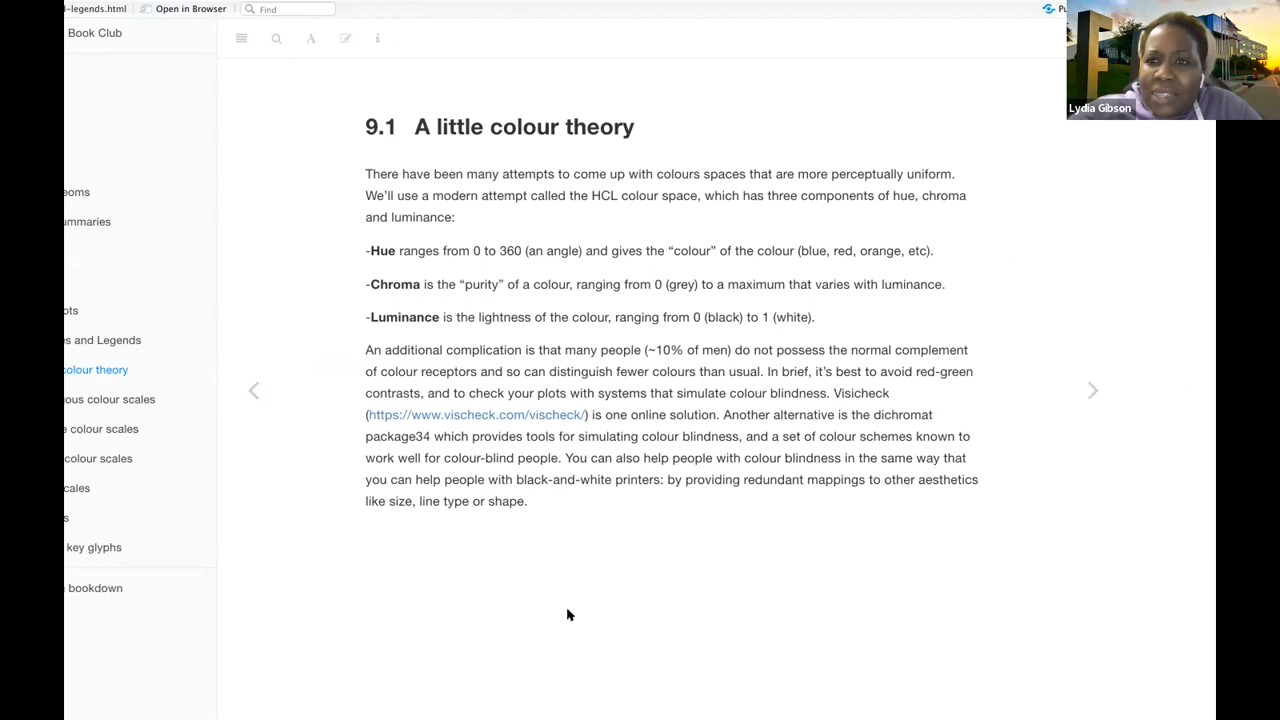 l-legends.html
Open in Browser
Find
Book Club
Lydia Gibson
9.1 A little colour theory
There have been many attempts to come up with colours spaces that are more perceptually uniform.
We'll use a modern attempt called the HCL colour space, which has three components of hue, chroma
and luminance:
-Hue ranges from 0 to 360 (an angle) and gives the “colour” of the colour (blue, red, orange, etc).
-Chroma is the “purity” of a colour, ranging from 0 (grey) to a maximum that varies with luminance.
-Luminance is the lightness of the colour, ranging from 0 (black) to 1 (white).
An additional complication is that many people (~10% of men) do not possess the normal complement
of colour receptors and so can distinguish fewer colours than usual. In brief, it's best to avoid red-green
contrasts, and to check your plots with systems that simulate colour blindness. Visicheck
(https://www.vischeck.com/vischeck/) is one online solution. Another alternative is the dichromat
package34 which provides tools for simulating colour blindness, and a set of colour schemes known to
work well for colour-blind people. You can also help people with colour blindness in the same way that
you can help people with black-and-white printers: by providing redundant mappings to other aesthetics
like size, line type or shape.
eoms
ummaries
ots
es and Legends
colour theory
ious colour scales
e colour scales
colour scales
cales
s
key glyphs
bookdown